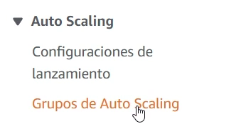 Auto Scaling
Configuraciones de
lanzamiento
Grupos de Auto Scaling